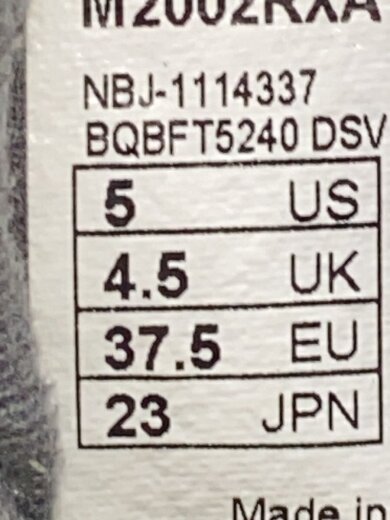 M2002RXA
NBJ-1114337
BQBFT5240 DSV
5 US
4.5 UK
37.5 EU
23 JPN
Made in